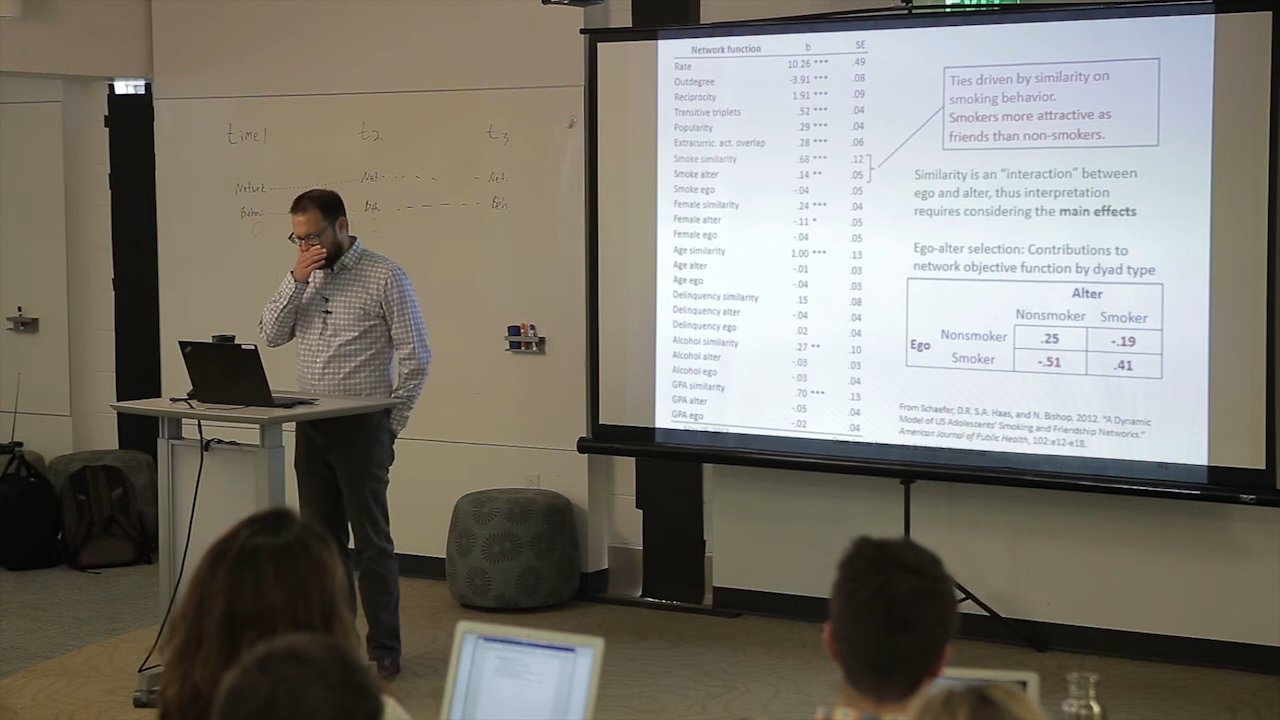 time1 t2 t3
Network Net. Net.
Behav Beh Beh
Network function b SE
Rate 10.26 *** .49
Outdegree -3.91 *** .08
Reciprocity 1.91 *** .09
Transitive triplets .52 *** .04
Popularity .29 *** .04
Extracurric. act. overlap .28 *** .06
Smoke similarity .68 *** .12
Smoke alter .14 ** .05
Smoke ego -.04 .05
Female similarity .24 *** .04
Female alter -.11 * .05
Female ego -.04 .05
Age similarity 1.00 *** .13
Age alter -.01 .03
Age ego -.04 .03
Delinquency similarity .15 .08
Delinquency alter -.04 .04
Delinquency ego .02 .04
Alcohol similarity .27 ** .10
Alcohol alter -.03 .03
Alcohol ego -.03 .04
GPA similarity .70 *** .13
GPA alter -.05 .04
GPA ego -.02 .04
Ties driven by similarity on
smoking behavior.
Smokers more attractive as
friends than non-smokers.
Similarity is an "interaction" between
ego and alter, thus interpretation
requires considering the main effects
Ego-alter selection: Contributions to
network objective function by dyad type
Alter
Nonsmoker Smoker
Ego
Nonsmoker .25 -.19
Smoker -.51 .41
From Schaefer, D.R. S.A. Haas, and N. Bishop. 2012. "A Dynamic
Model of US Adolescents' Smoking and Friendship Networks."
American Journal of Public Health, 102:e12-e18.